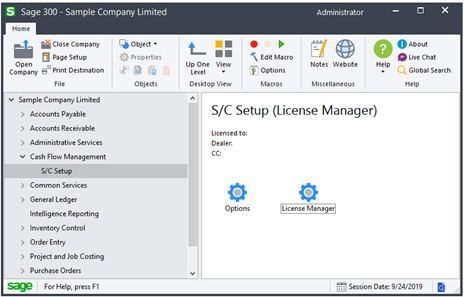 S Sage 300 - Sample Company Limited
Administrator
Home
Open Company
Close Company
Page Setup
Print Destination
File
Object
Properties
Objects
Up One Level
View
Desktop View
Edit Macro
Options
Macros
Notes
Website
Miscellaneous
Help
About
Live Chat
Global Search
Help
Sample Company Limited
Accounts Payable
Accounts Receivable
Administrative Services
Cash Flow Management
S/C Setup
Common Services
General Ledger
Intelligence Reporting
Inventory Control
Order Entry
Project and Job Costing
Purchase Orders
S/C Setup (License Manager)
Licensed to:
Dealer:
CC:
Options
License Manager
sage
For Help, press F1
Session Date: 9/24/2019